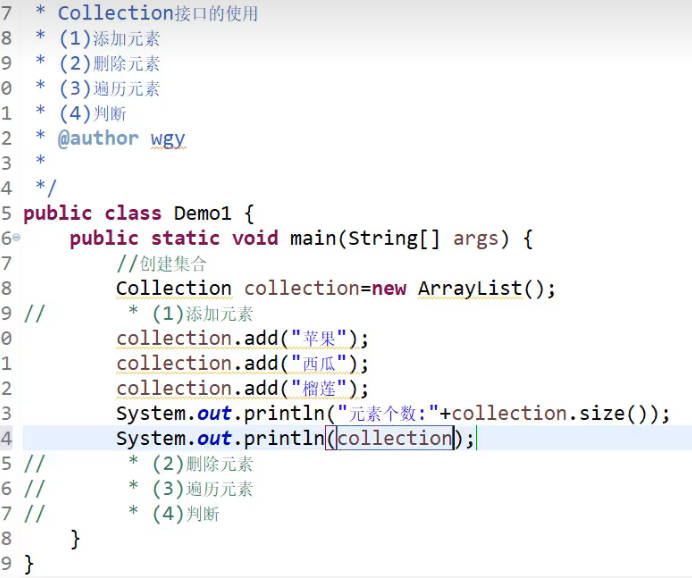 7 * Collection接口的使用
8 * (1)添加元素
9 * (2)删除元素
0 * (3)遍历元素
1 * (4)判断
2 * @author wgy
3 *
4 */
5 public class Demo1 {
6 public static void main(String[] args) {
7 //创建集合
8 Collection collection=new ArrayList();
9 // * (1)添加元素
0 collection.add("苹果");
1 collection.add("西瓜");
2 collection.add("榴莲");
3 System.out.println("元素个数:"+collection.size());
4 System.out.println(collection);
5 // * (2)删除元素
6 // * (3)遍历元素
7 // * (4)判断
8 }
9 }